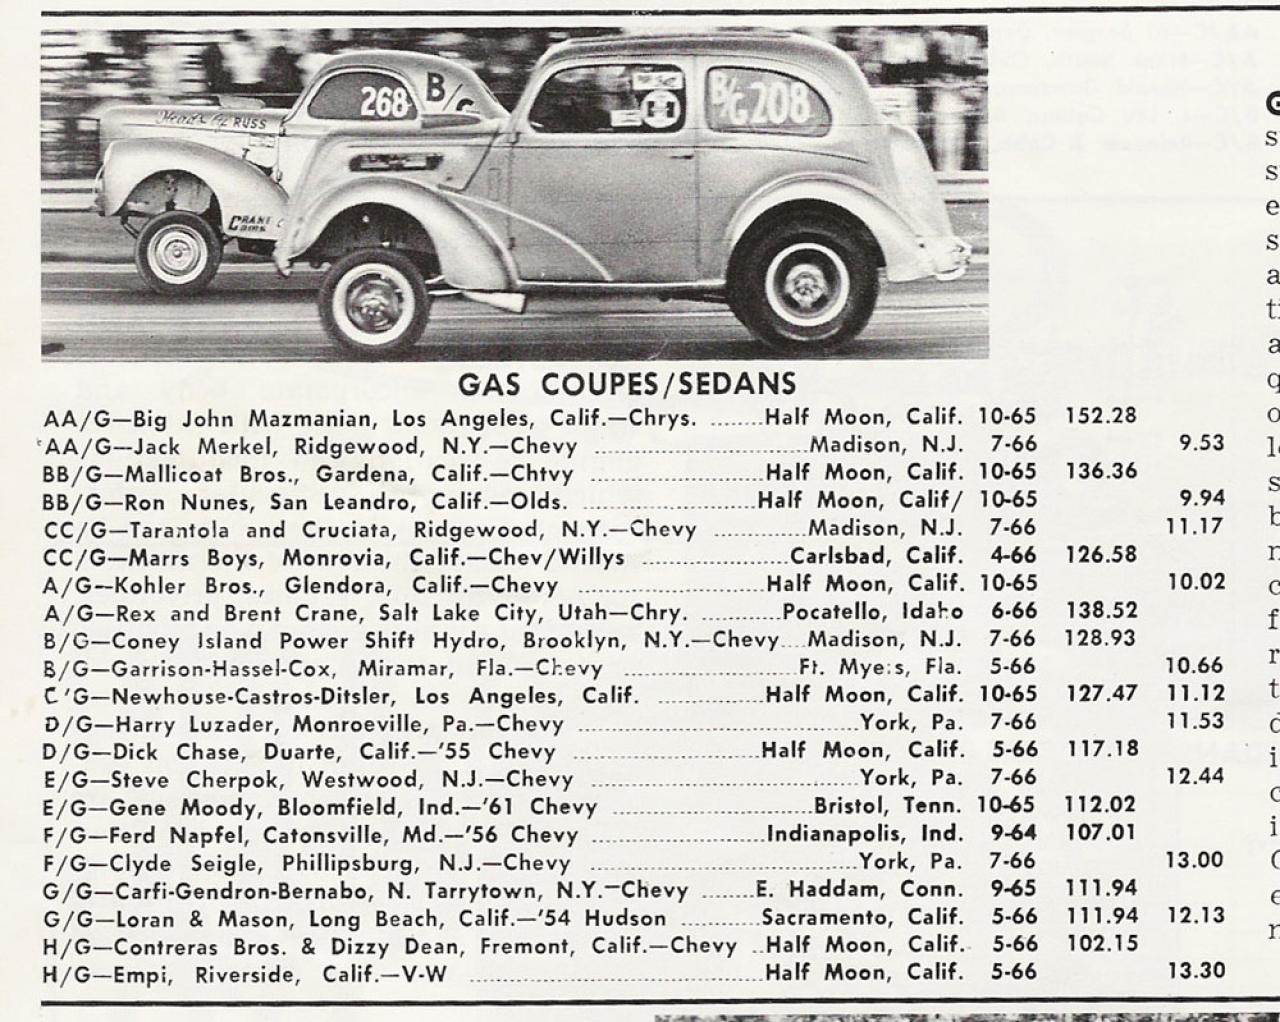 Heads by RUSS
268
B/G
CRANE CAMS
B/G 208
GAS COUPES/SEDANS
AA/G—Big John Mazmanian, Los Angeles, Calif.—Chrys. ........Half Moon, Calif. 10-65 152.28
AA/G—Jack Merkel, Ridgewood, N.Y.—Chevy ........Madison, N.J. 7-66 9.53
BB/G—Mallicoat Bros., Gardena, Calif.—Chtvy ........Half Moon, Calif. 10-65 136.36
BB/G—Ron Nunes, San Leandro, Calif.—Olds. ........Half Moon, Calif/ 10-65 9.94
CC/G—Tarantola and Cruciata, Ridgewood, N.Y.—Chevy ........Madison, N.J. 7-66 11.17
CC/G—Marrs Boys, Monrovia, Calif.—Chev/Willys ........Carlsbad, Calif. 4-66 126.58
A/G—Kohler Bros., Glendora, Calif.—Chevy ........Half Moon, Calif. 10-65 10.02
A/G—Rex and Brent Crane, Salt Lake City, Utah—Chry. ........Pocatello, Idaho 6-66 138.52
B/G—Coney Island Power Shift Hydro, Brooklyn, N.Y.—Chevy....Madison, N.J. 7-66 128.93
B/G—Garrison-Hassel-Cox, Miramar, Fla.—Chevy ........Ft. Myers, Fla. 5-66 10.66
C/G—Newhouse-Castros-Ditsler, Los Angeles, Calif. ........Half Moon, Calif. 10-65 127.47 11.12
D/G—Harry Luzader, Monroeville, Pa.—Chevy ........York, Pa. 7-66 11.53
D/G—Dick Chase, Duarte, Calif.—'55 Chevy ........Half Moon, Calif. 5-66 117.18
E/G—Steve Cherpok, Westwood, N.J.—Chevy ........York, Pa. 7-66 12.44
E/G—Gene Moody, Bloomfield, Ind.—'61 Chevy ........Bristol, Tenn. 10-65 112.02
F/G—Ferd Napfel, Catonsville, Md.—'56 Chevy ........Indianapolis, Ind. 9-64 107.01
F/G—Clyde Seigle, Phillipsburg, N.J.—Chevy ........York, Pa. 7-66 13.00
G/G—Carfi-Gendron-Bernabo, N. Tarrytown, N.Y.—Chevy ........E. Haddam, Conn. 9-65 111.94
G/G—Loran & Mason, Long Beach, Calif.—'54 Hudson ........Sacramento, Calif. 5-66 111.94 12.13
H/G—Contreras Bros. & Dizzy Dean, Fremont, Calif.—Chevy ..Half Moon, Calif. 5-66 102.15
H/G—Empi, Riverside, Calif.—V-W ........Half Moon, Calif. 5-66 13.30